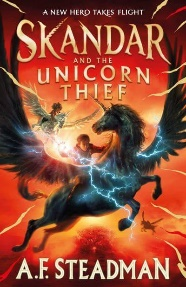 A NEW HERO TAKES FLIGHT
SKANDAR
AND THE
UNICORN
THIEF
A.F. STEADMAN